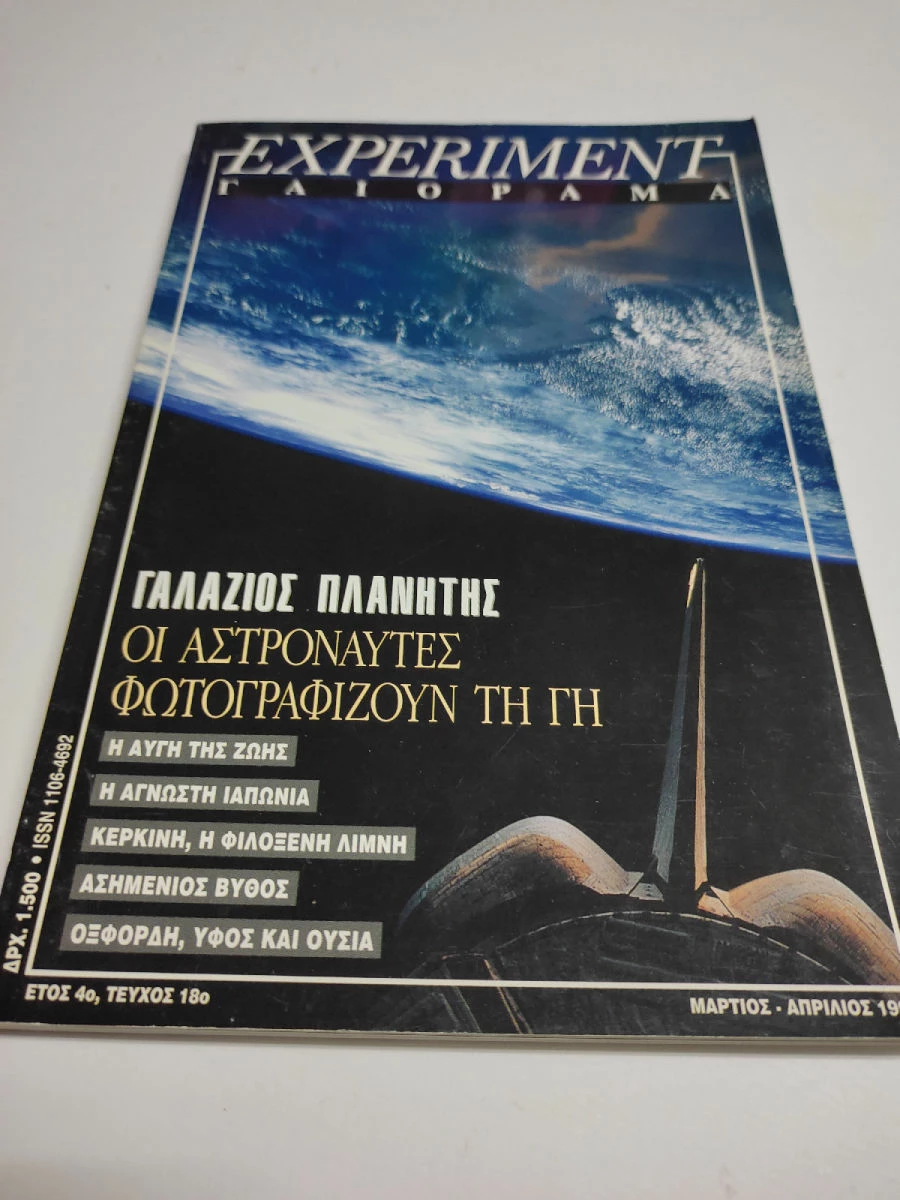 EXPERIMENT
ΓΑΙΟΡΑΜΑ
ΓΑΛΑΖΙΟΣ ΠΛΑΝΗΤΗΣ
ΟΙ ΑΣΤΡΟΝΑΥΤΕΣ
ΦΩΤΟΓΡΑΦΙΖΟΥΝ ΤΗ ΓΗ
Η ΑΥΓΗ ΤΗΣ ΖΩΗΣ
Η ΑΓΝΩΣΤΗ ΙΑΠΩΝΙΑ
ΚΕΡΚΙΝΗ, Η ΦΙΛΟΞΕΝΗ ΛΙΜΝΗ
ΑΣΗΜΕΝΙΟΣ ΒΥΘΟΣ
ΟΞΦΟΡΔΗ, ΥΦΟΣ ΚΑΙ ΟΥΣΙΑ
ΔΡΧ. 1.500 • ISSN 1106-4692
ΕΤΟΣ 4ο, ΤΕΥΧΟΣ 18ο
ΜΑΡΤΙΟΣ - ΑΠΡΙΛΙΟΣ